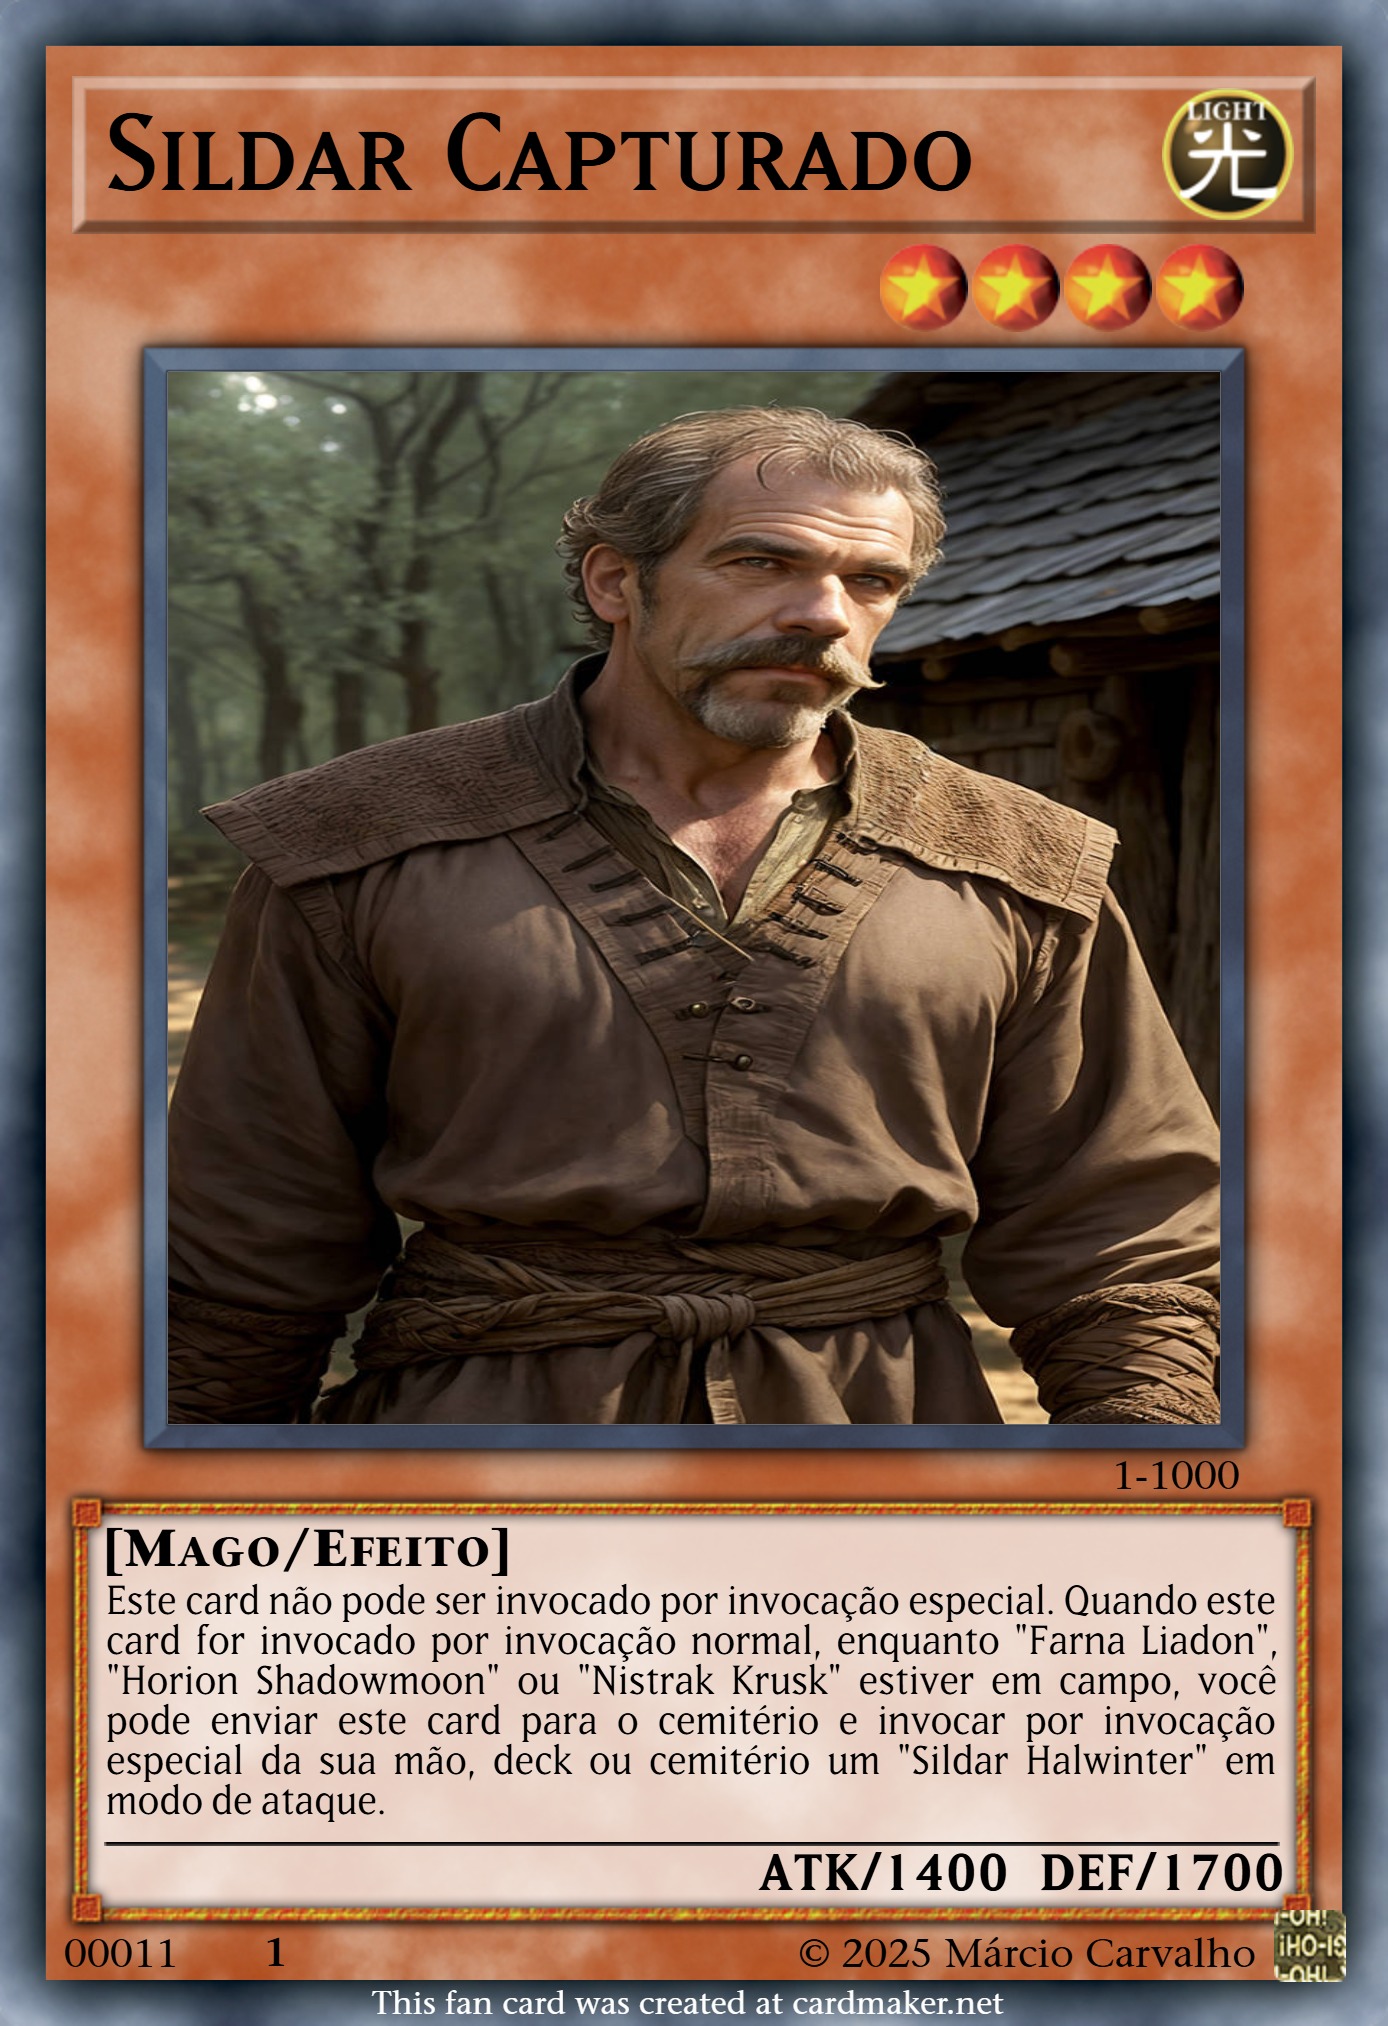 Sildar Capturado
LIGHT
光
1-1000
[Mago/Efeito]
Este card não pode ser invocado por invocação especial. Quando este
card for invocado por invocação normal, enquanto "Farna Liadon",
"Horion Shadowmoon" ou "Nistrak Krusk" estiver em campo, você
pode enviar este card para o cemitério e invocar por invocação
especial da sua mão, deck ou cemitério um "Sildar Halwinter" em
modo de ataque.
ATK/1400 DEF/1700
00011 1 © 2025 Márcio Carvalho
This fan card was created at cardmaker.net